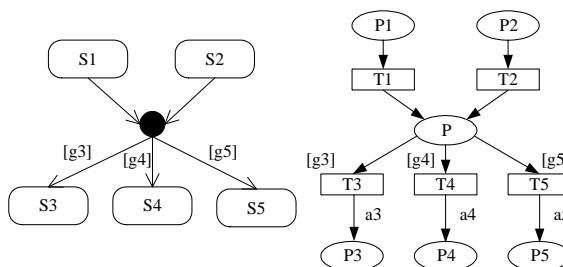 P1 P2
S1 S2
T1 T2
P
[g3] [g4] [g5] [g3] [g4] [g5
T3 T4 T5
S3 S4 S5
a3 a4
P3 P4 P5